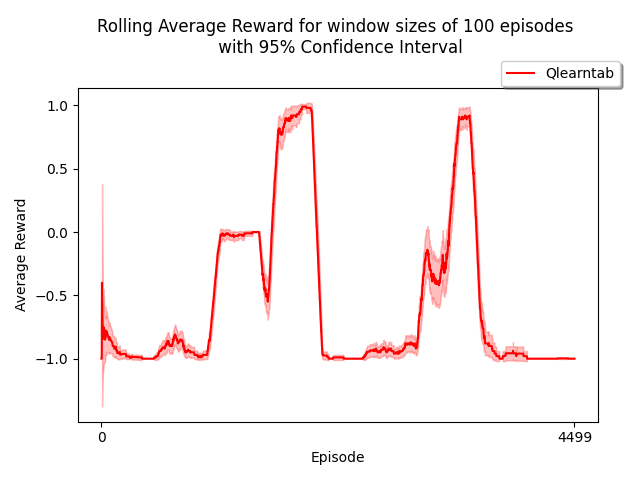 Rolling Average Reward for window sizes of 100 episodes
with 95% Confidence Interval
Qlearntab
1.0
0.5
0.0
−0.5
−1.0
Average Reward
0
4499
Episode